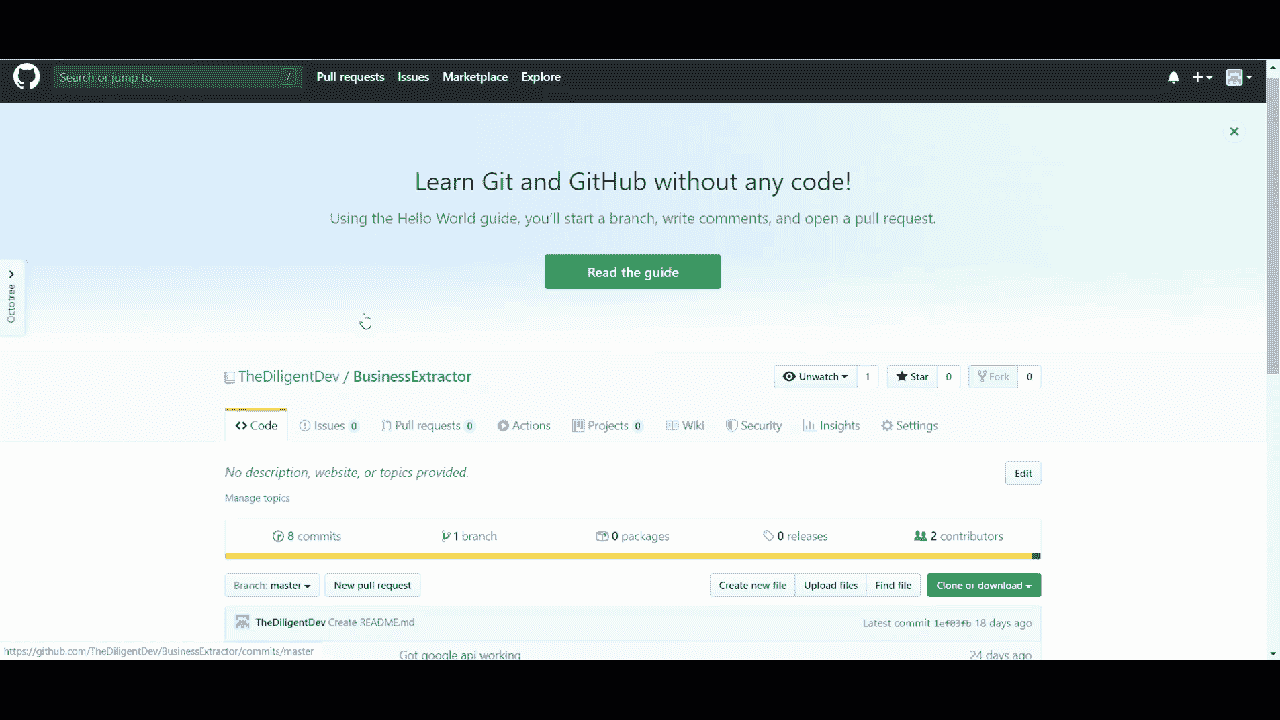 Search or jump to... /
Pull requests Issues Marketplace Explore
Learn Git and GitHub without any code!
Using the Hello World guide, you'll start a branch, write comments, and open a pull request.
Read the guide
Octotree
TheDiligentDev / BusinessExtractor
Unwatch 1 Star 0 Fork 0
Code Issues 0 Pull requests 0 Actions Projects 0 Wiki Security Insights Settings
No description, website, or topics provided.
Edit
Manage topics
8 commits 1 branch 0 packages 0 releases 2 contributors
Branch: master New pull request Create new file Upload files Find file Clone or download
TheDiligentDev Create README.md Latest commit 1ef03fb 18 days ago
https://github.com/TheDiligentDev/BusinessExtractor/commits/master
Got google api working 24 days ago